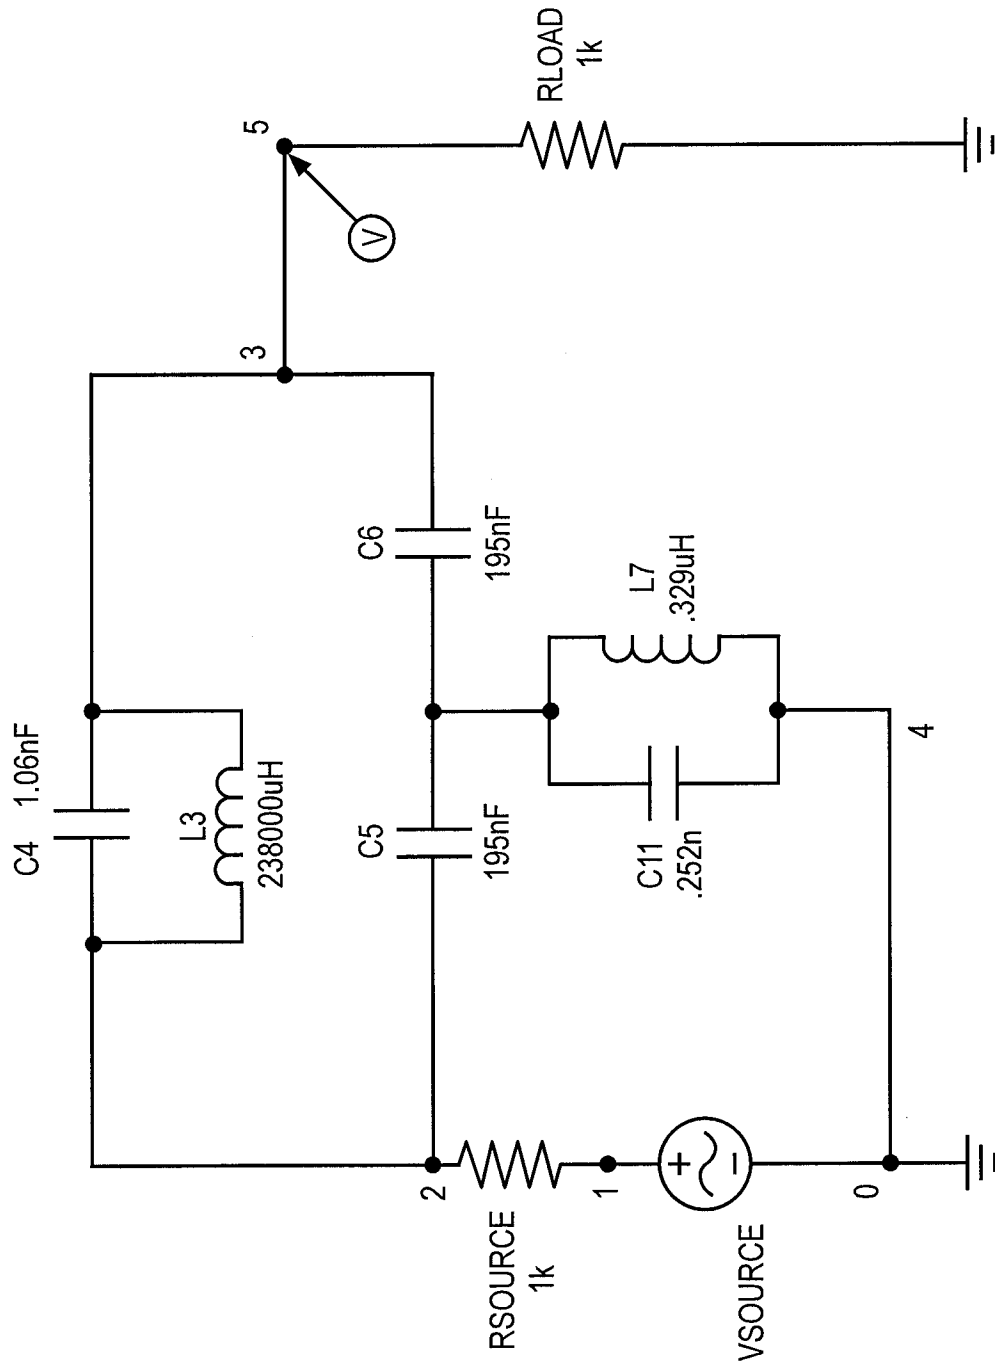 C4 1.06nF
L3
238000uH
3
5
V
RLOAD
1k
C5
195nF
C6
195nF
L7
.329uH
C11
.252n
4
2
RSOURCE
1k
1
+
−
VSOURCE
0